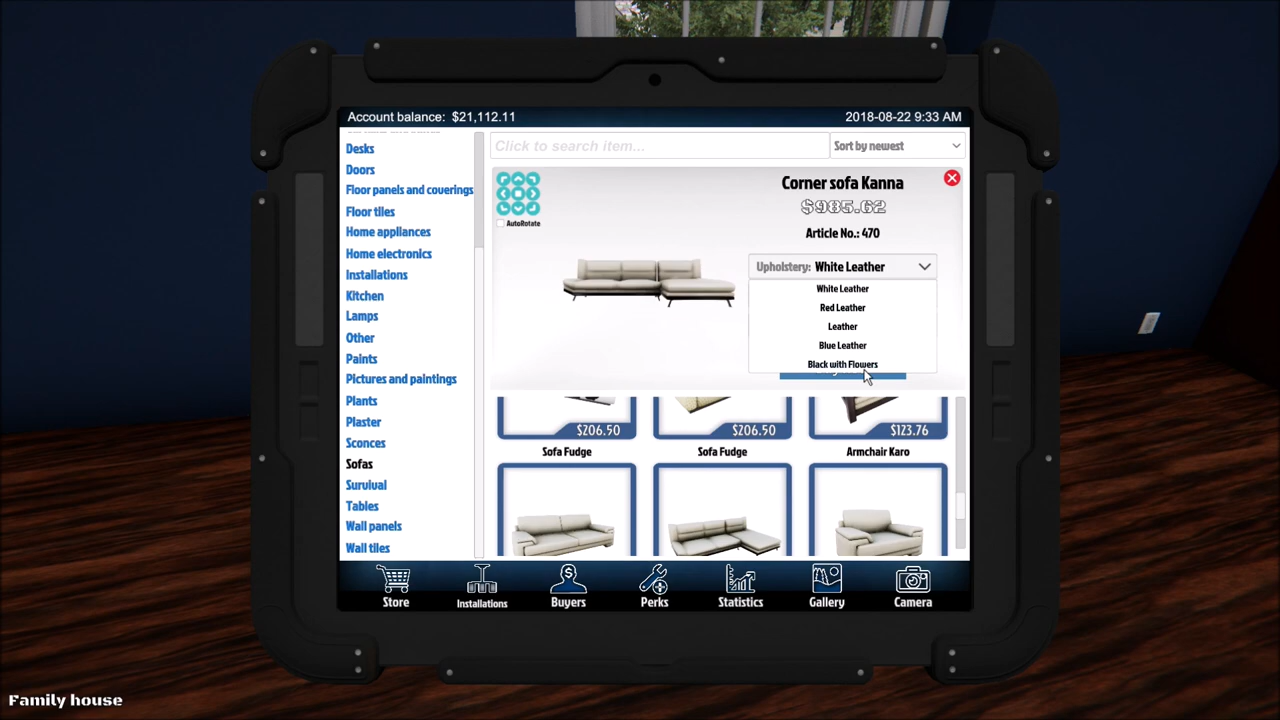 Account balance: $21,112.11
2018-08-22 9:33 AM
Desks
Doors
Floor panels and coverings
Floor tiles
Home appliances
Home electronics
Installations
Kitchen
Lamps
Other
Paints
Pictures and paintings
Plants
Plaster
Sconces
Sofas
Survival
Tables
Wall panels
Wall tiles
Click to search item...
Sort by newest
AutoRotate
Corner sofa Kanna
$985.62
Article No.: 470
Upholstery: White Leather
White Leather
Red Leather
Leather
Blue Leather
Black with Flowers
$206.50
$206.50
$123.76
Sofa Fudge
Sofa Fudge
Armchair Karo
Store
Installations
Buyers
Perks
Statistics
Gallery
Camera
Family house